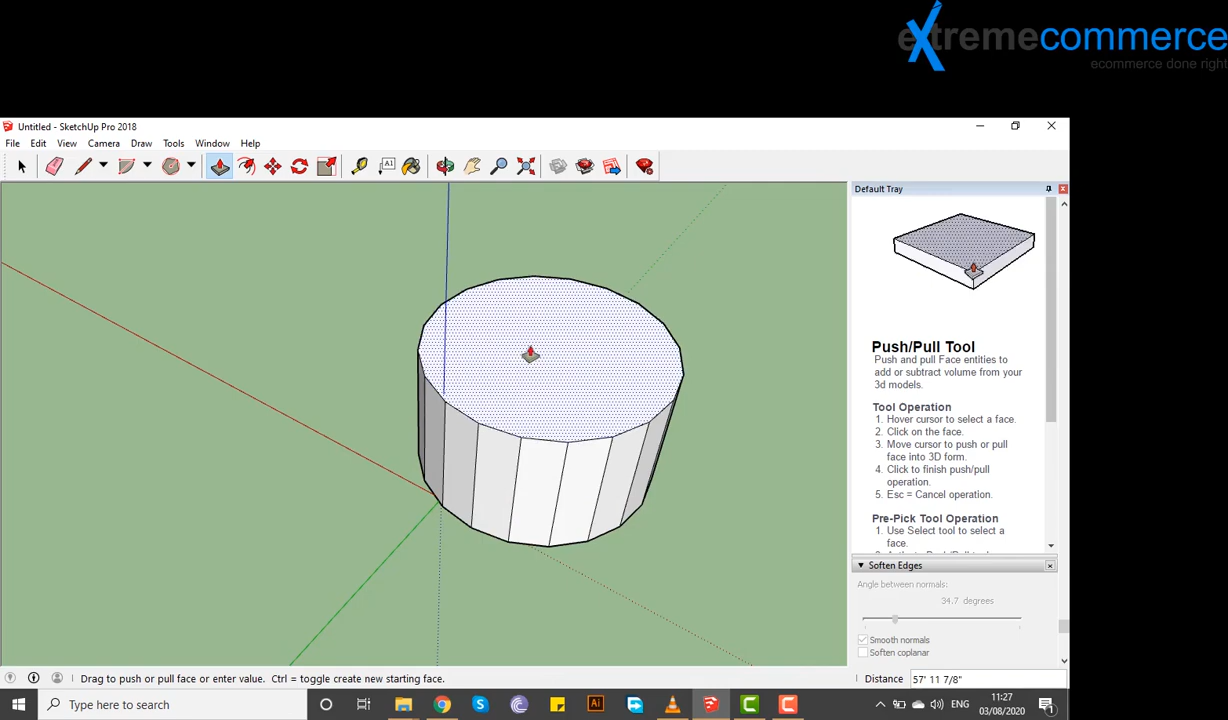 extremecommerce
ecommerce done right
Untitled - SketchUp Pro 2018
File Edit View Camera Draw Tools Window Help
A1
Default Tray
Push/Pull Tool
Push and pull Face entities to
add or subtract volume from your
3d models.
Tool Operation
1. Hover cursor to select a face.
2. Click on the face.
3. Move cursor to push or pull
face into 3D form.
4. Click to finish push/pull
operation.
5. Esc = Cancel operation.
Pre-Pick Tool Operation
1. Use Select tool to select a
face.
Soften Edges
Angle between normals:
34.7 degrees
Smooth normals
Soften coplanar
Drag to push or pull face or enter value. Ctrl = toggle create new starting face.
Distance 57' 11 7/8"
Type here to search
Ai
ENG
11:27
03/08/2020
1